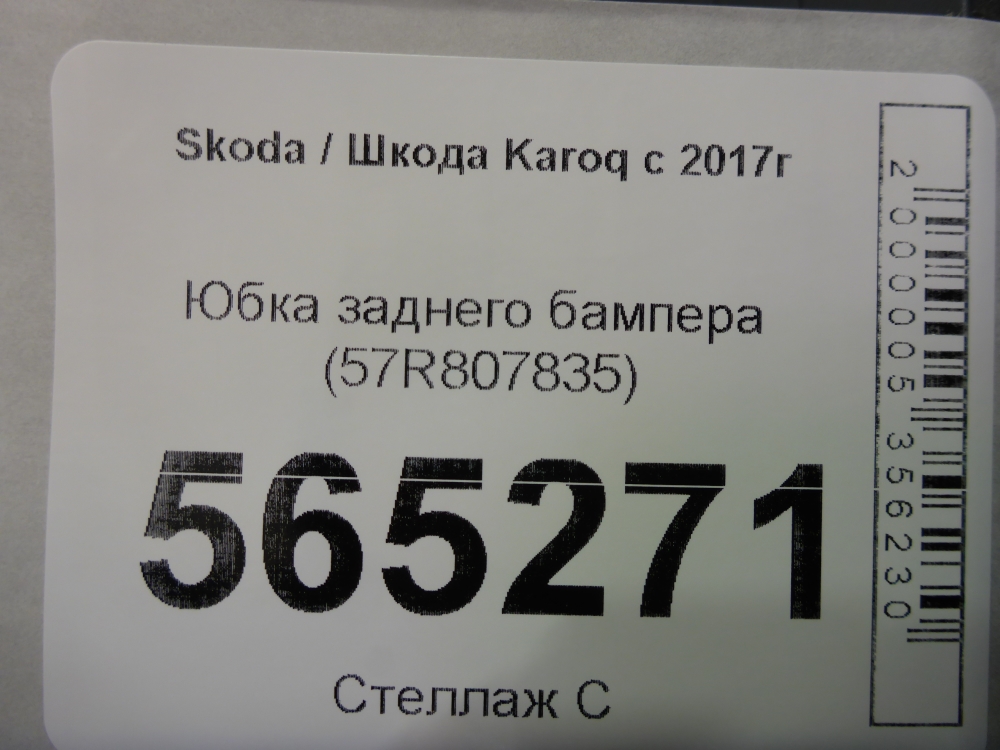 Skoda / Шкода Karoq с 2017г
Юбка заднего бампера
(57R807835)
565271
Стеллаж С
2000005356230